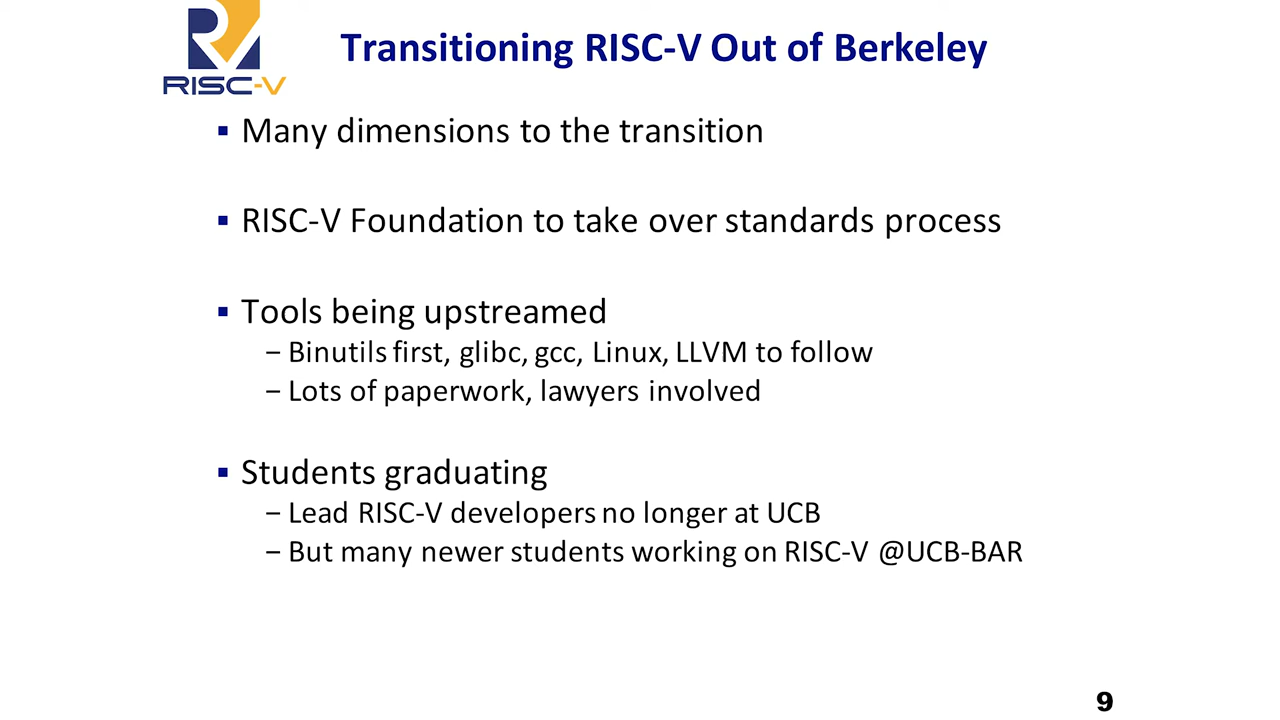 RISC-V
Transitioning RISC-V Out of Berkeley
▪ Many dimensions to the transition
▪ RISC-V Foundation to take over standards process
▪ Tools being upstreamed
– Binutils first, glibc, gcc, Linux, LLVM to follow
– Lots of paperwork, lawyers involved
▪ Students graduating
– Lead RISC-V developers no longer at UCB
– But many newer students working on RISC-V @UCB-BAR
9